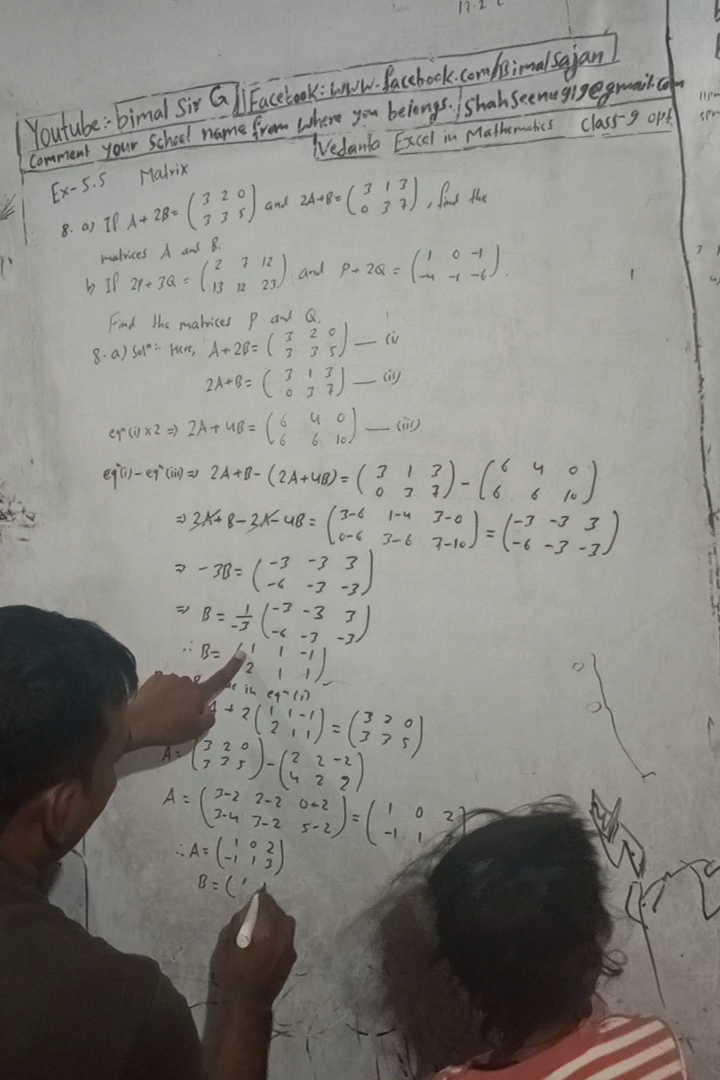 Youtube:- bimal Sir G || Facebook: www.facebook.com/Bimalsajan
Comment your School name from where you belongs. | Shahseenu919@gmail.com
Vedanta Excel in Mathematics Class-9 opt
Ex-5.5 Matrix
8. a) If A+2B= (3 2 0 / 3 3 5) and 2A+B= (3 1 3 / 0 3 7), find the
matrices A and B.
b) If 2P+3Q = (2 3 12 / 13 12 23) and P+2Q = (1 0 -1 / -4 -1 -6).
Find the matrices P and Q.
8.a) Solⁿ:- Here, A+2B= (3 2 0 / 3 3 5) — (i)
2A+B= (3 1 3 / 0 3 7) — (ii)
eqⁿ(i)×2 => 2A+4B= (6 4 0 / 6 6 10) — (iii)
eqⁿ(i)-eqⁿ(iii)=> 2A+B-(2A+4B)= (3 1 3 / 0 3 7) - (6 4 0 / 6 6 10)
=> 2A+B-2A-4B= (3-6 1-4 3-0 / 0-6 3-6 7-10) = (-3 -3 3 / -6 -3 -3)
=> -3B= (-3 -3 3 / -6 -3 -3)
=> B= 1/-3 (-3 -3 3 / -6 -3 -3)
∴ B= (1 1 -1 / 2 1 1)
in eqⁿ(i)
A+2 (1 1 -1 / 2 1 1) = (3 2 0 / 3 3 5)
A= (3 2 0 / 3 3 5) - (2 2 -2 / 4 2 2)
A= (3-2 2-2 0+2 / 3-4 3-2 5-2) = (1 0 2 / -1 1
∴ A= (1 0 2 / -1 1 3)
B= (1 1